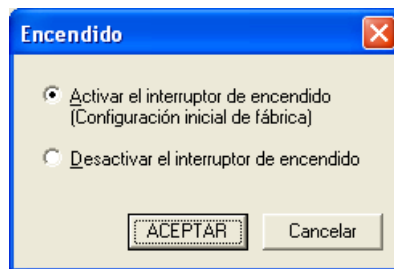 Encendido
Activar el interruptor de encendido
(Configuración inicial de fábrica)
Desactivar el interruptor de encendido
ACEPTAR
Cancelar